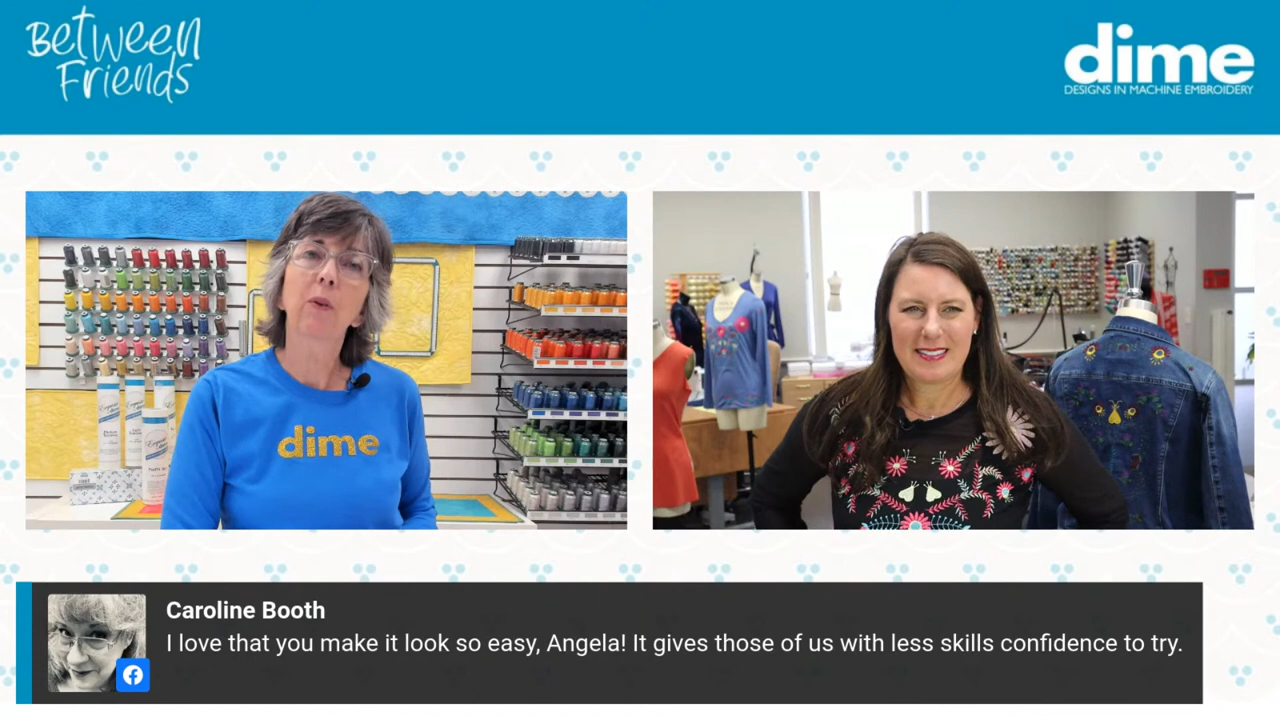 Between
Friends
dime
DESIGNS IN MACHINE EMBROIDERY
dime
Caroline Booth
I love that you make it look so easy, Angela! It gives those of us with less skills confidence to try.